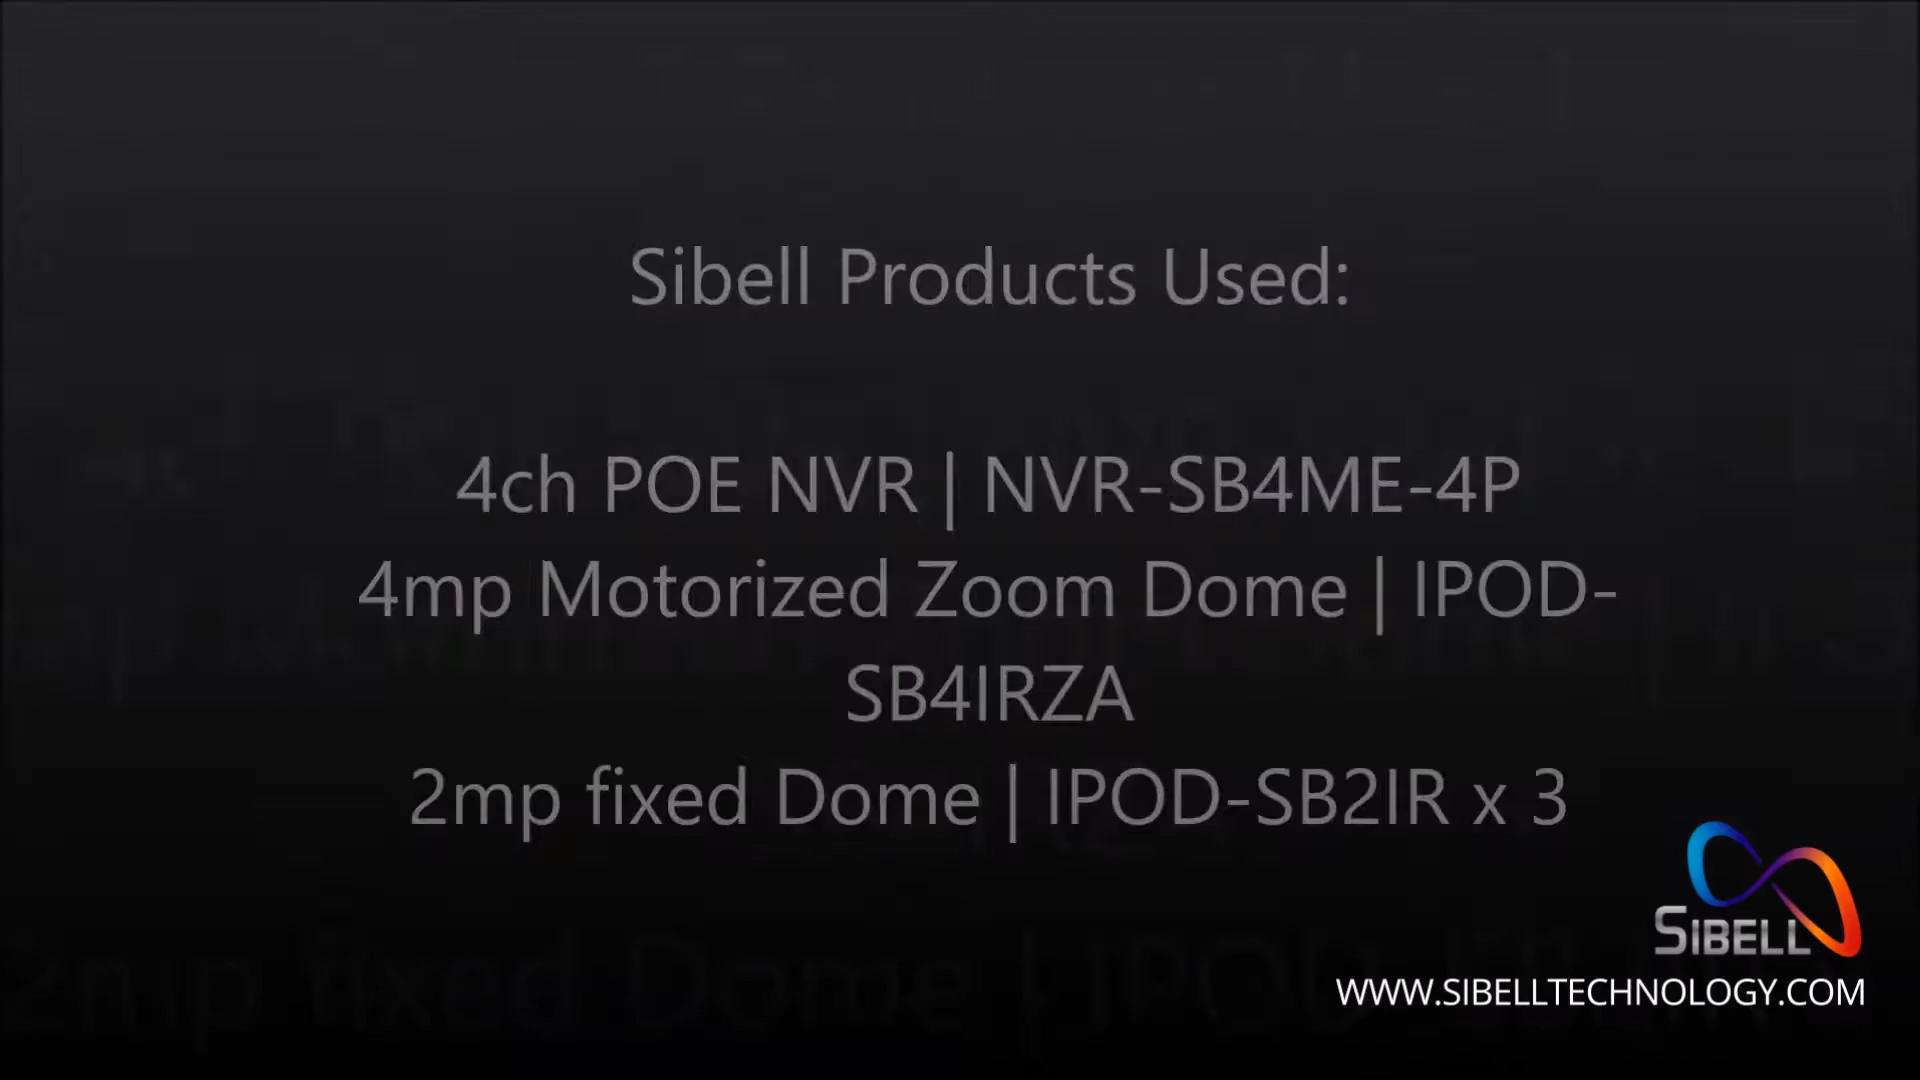 Sibell Products Used:
4ch POE NVR | NVR-SB4ME-4P
4mp Motorized Zoom Dome | IPOD-
SB4IRZA
2mp fixed Dome | IPOD-SB2IR x 3
SIBELL
WWW.SIBELLTECHNOLOGY.COM